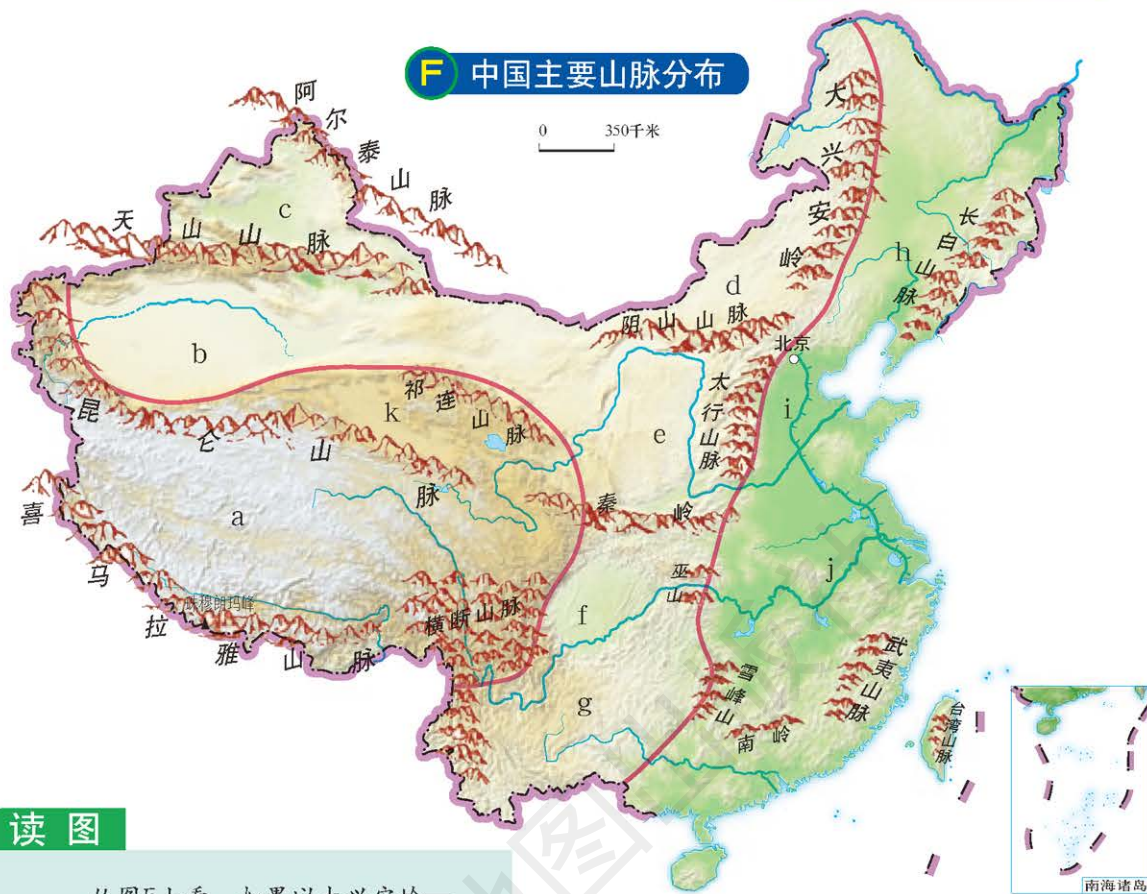 F 中国主要山脉分布
0 350千米
阿尔泰山脉
天山山脉
c
大兴安岭
长白山脉
h
d
阴山山脉
北京
b
祁连山脉
k
太行山脉
i
e
昆仑山脉
秦岭
a
喜马拉雅山脉
珠穆朗玛峰
横断山脉
巫山
j
f
g
雪峰山
武夷山脉
南岭
台湾山脉
南海诸岛
读图